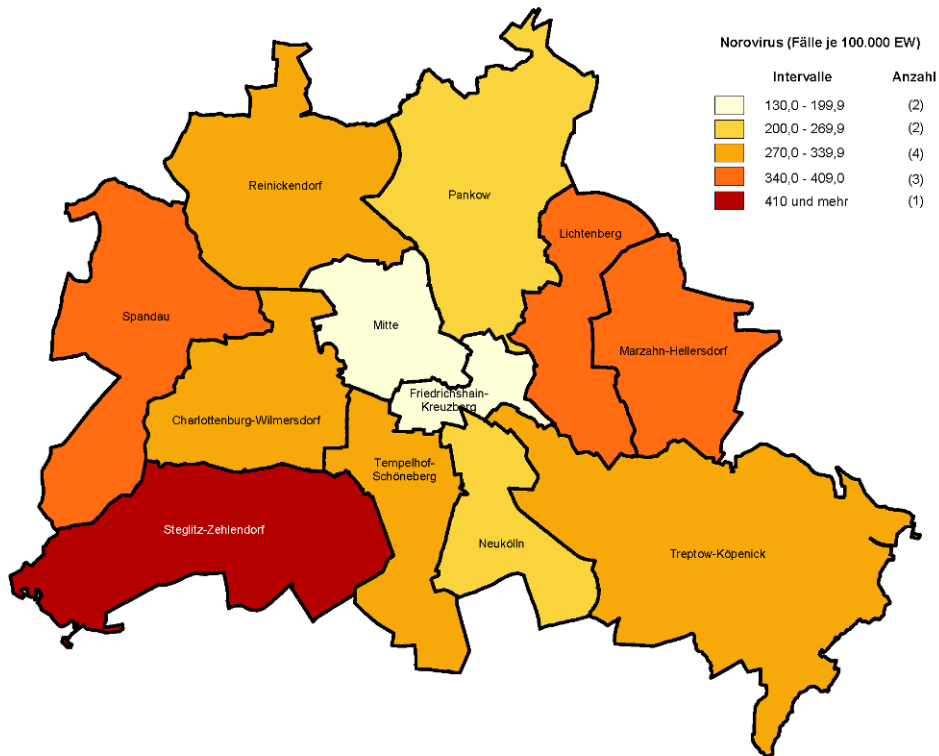 Norovirus (Fälle je 100.000 EW)
Intervalle Anzahl
130,0 - 199,9 (2)
200,0 - 269,9 (2)
270,0 - 339,9 (4)
340,0 - 409,0 (3)
410 und mehr (1)
Reinickendorf
Pankow
Lichtenberg
Spandau
Mitte
Marzahn-Hellersdorf
Friedrichshain-
Kreuzberg
Charlottenburg-Wilmersdorf
Tempelhof-
Schöneberg
Steglitz-Zehlendorf
Neukölln
Treptow-Köpenick